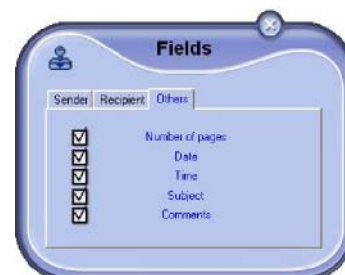 Fields
Sender Recipient Others
Number of pages
Date
Time
Subject
Comments